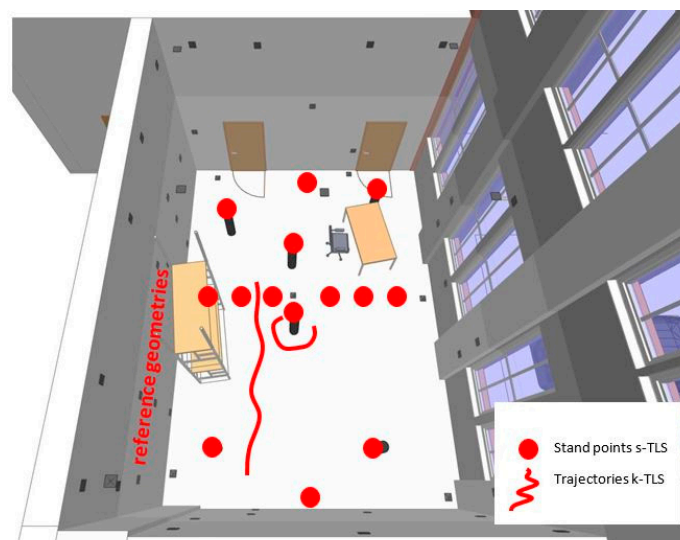 reference geometries
Stand points s-TLS
Trajectories k-TLS